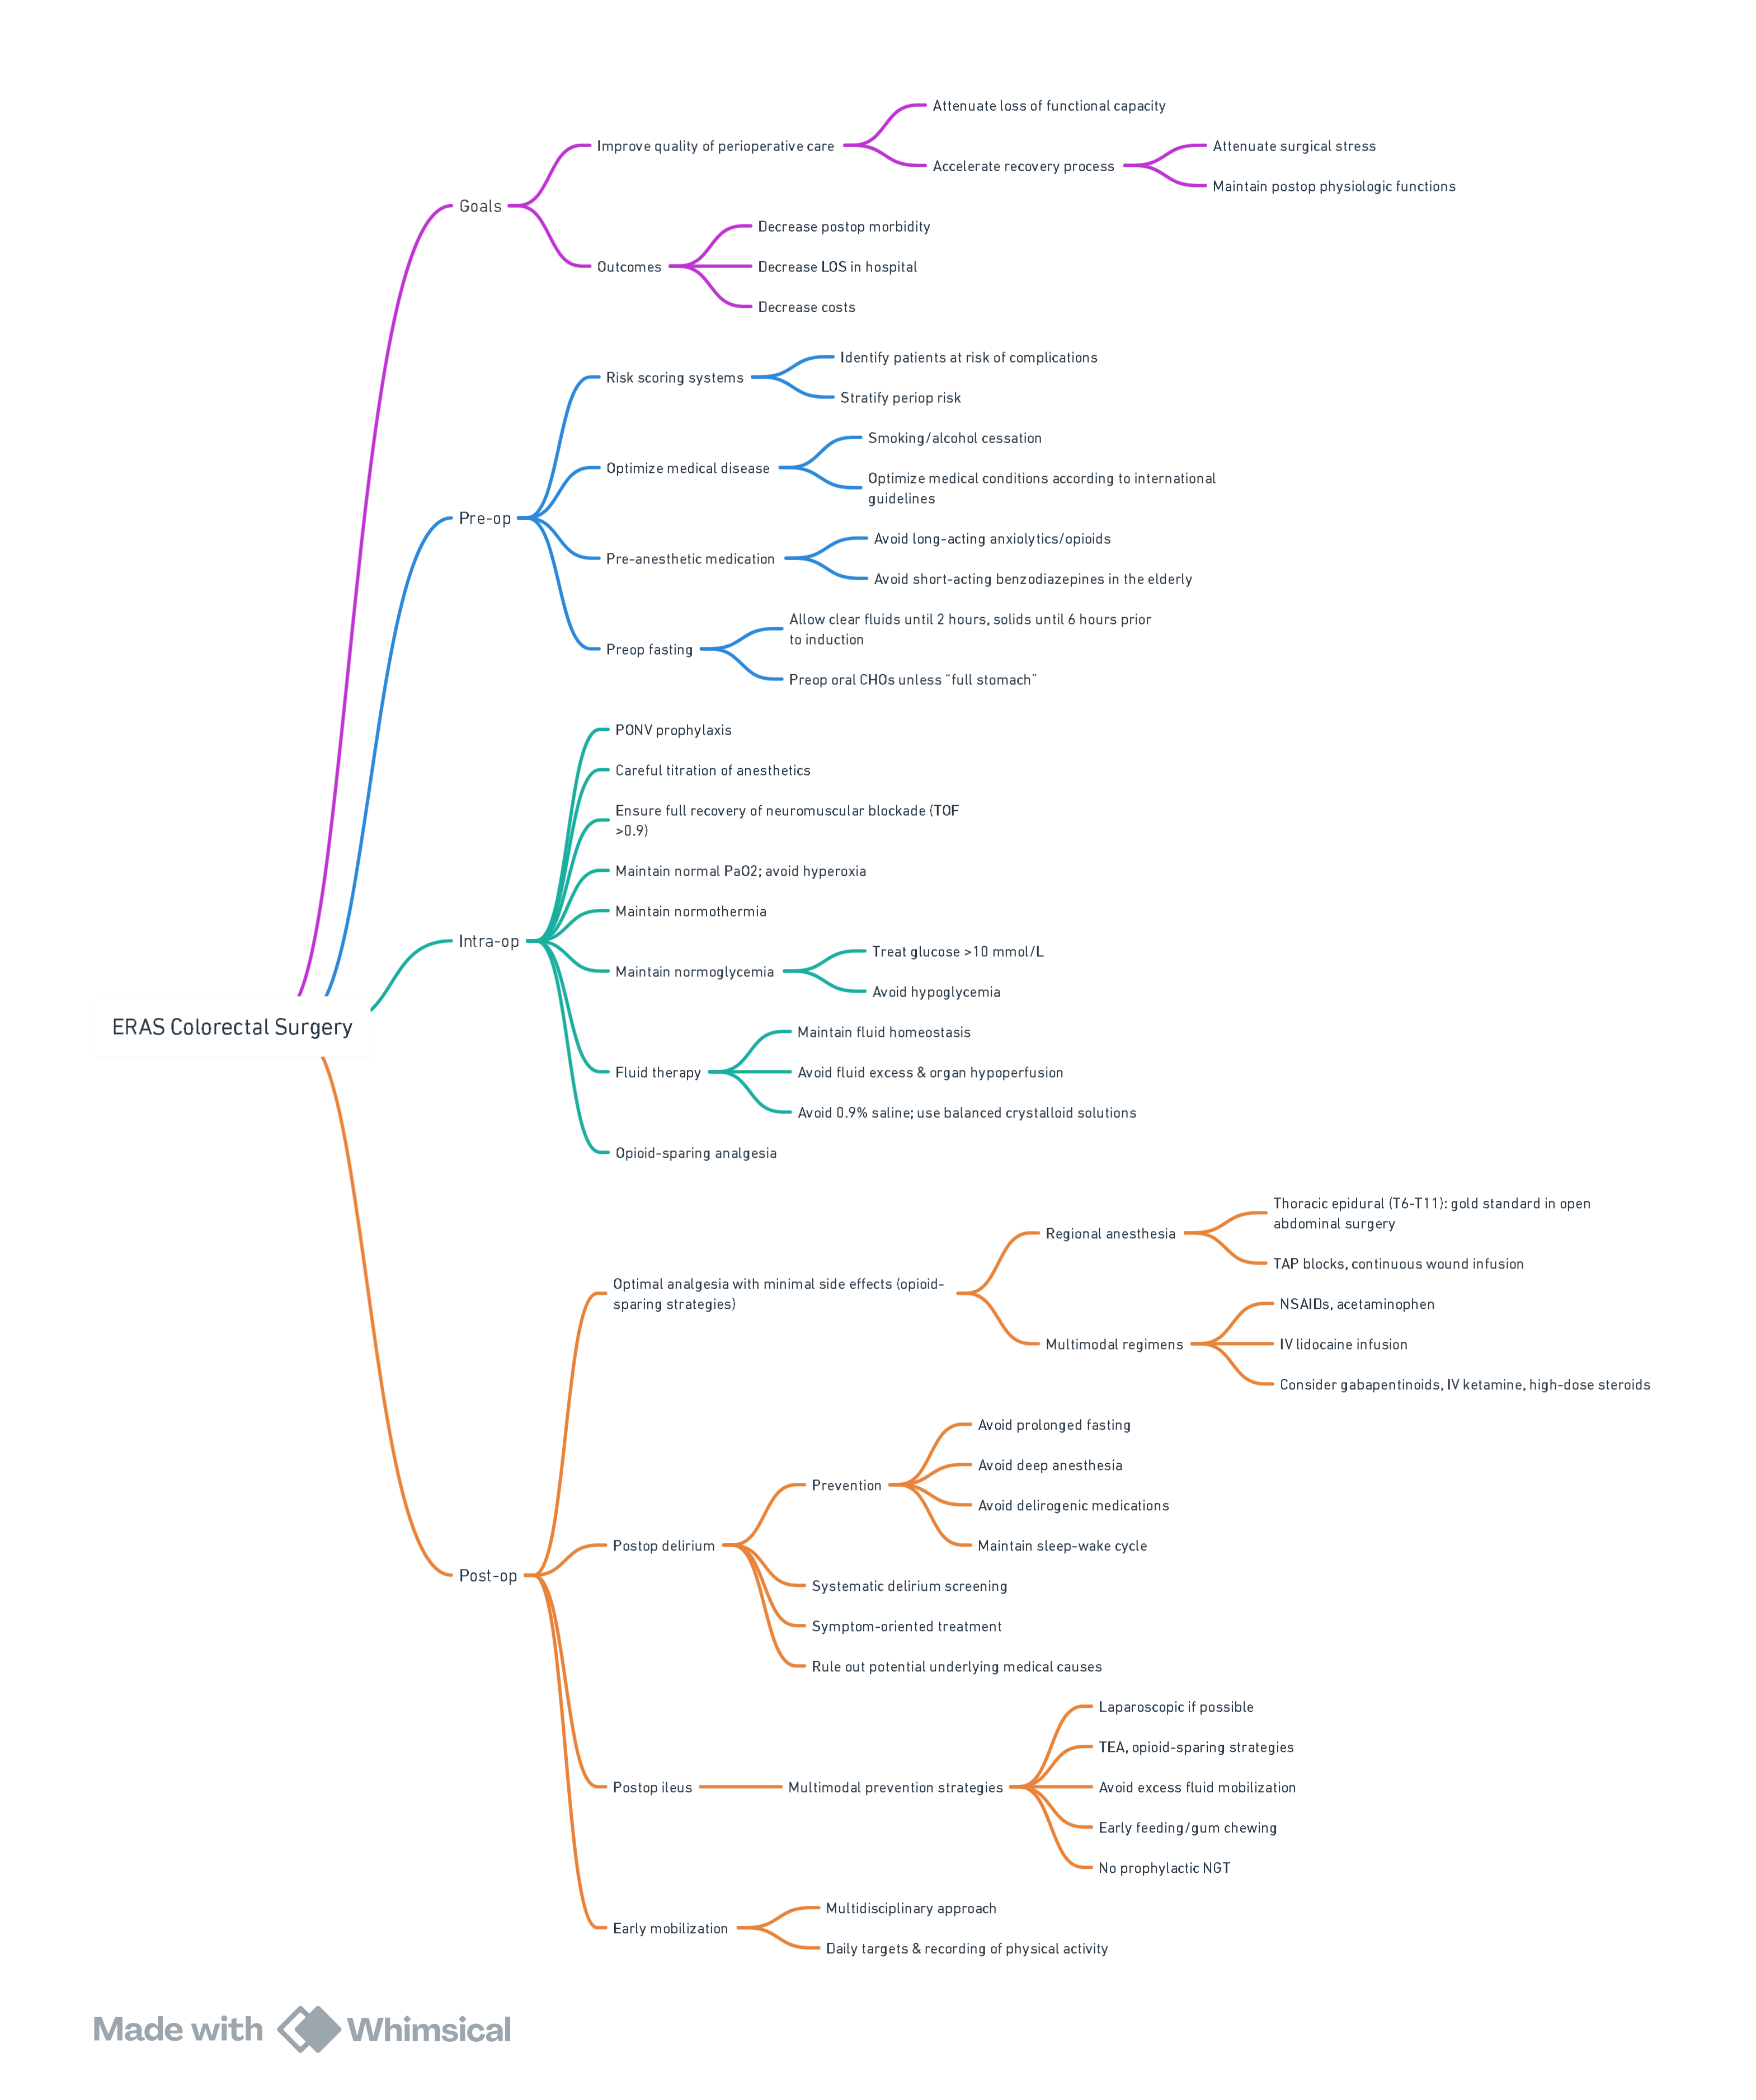 Attenuate loss of functional capacity
Improve quality of perioperative care
Attenuate surgical stress
Accelerate recovery process
Maintain postop physiologic functions
Goals
Decrease postop morbidity
Outcomes
Decrease LOS in hospital
Decrease costs
Identify patients at risk of complications
Risk scoring systems
Stratify periop risk
Smoking/alcohol cessation
Optimize medical disease
Optimize medical conditions according to international
guidelines
Pre-op
Avoid long-acting anxiolytics/opioids
Pre-anesthetic medication
Avoid short-acting benzodiazepines in the elderly
Allow clear fluids until 2 hours, solids until 6 hours prior
to induction
Preop fasting
Preop oral CHOs unless "full stomach"
PONV prophylaxis
Careful titration of anesthetics
Ensure full recovery of neuromuscular blockade (TOF
>0.9)
Maintain normal PaO2; avoid hyperoxia
Maintain normothermia
Intra-op
Treat glucose >10 mmol/L
Maintain normoglycemia
Avoid hypoglycemia
ERAS Colorectal Surgery
Maintain fluid homeostasis
Fluid therapy
Avoid fluid excess & organ hypoperfusion
Avoid 0.9% saline; use balanced crystalloid solutions
Opioid-sparing analgesia
Thoracic epidural (T6-T11): gold standard in open
abdominal surgery
Regional anesthesia
TAP blocks, continuous wound infusion
Optimal analgesia with minimal side effects (opioid-
sparing strategies)
NSAIDs, acetaminophen
Multimodal regimens
IV lidocaine infusion
Consider gabapentinoids, IV ketamine, high-dose steroids
Avoid prolonged fasting
Avoid deep anesthesia
Prevention
Avoid delirogenic medications
Maintain sleep-wake cycle
Postop delirium
Post-op
Systematic delirium screening
Symptom-oriented treatment
Rule out potential underlying medical causes
Laparoscopic if possible
TEA, opioid-sparing strategies
Postop ileus
Multimodal prevention strategies
Avoid excess fluid mobilization
Early feeding/gum chewing
No prophylactic NGT
Multidisciplinary approach
Early mobilization
Daily targets & recording of physical activity
Made with Whimsical